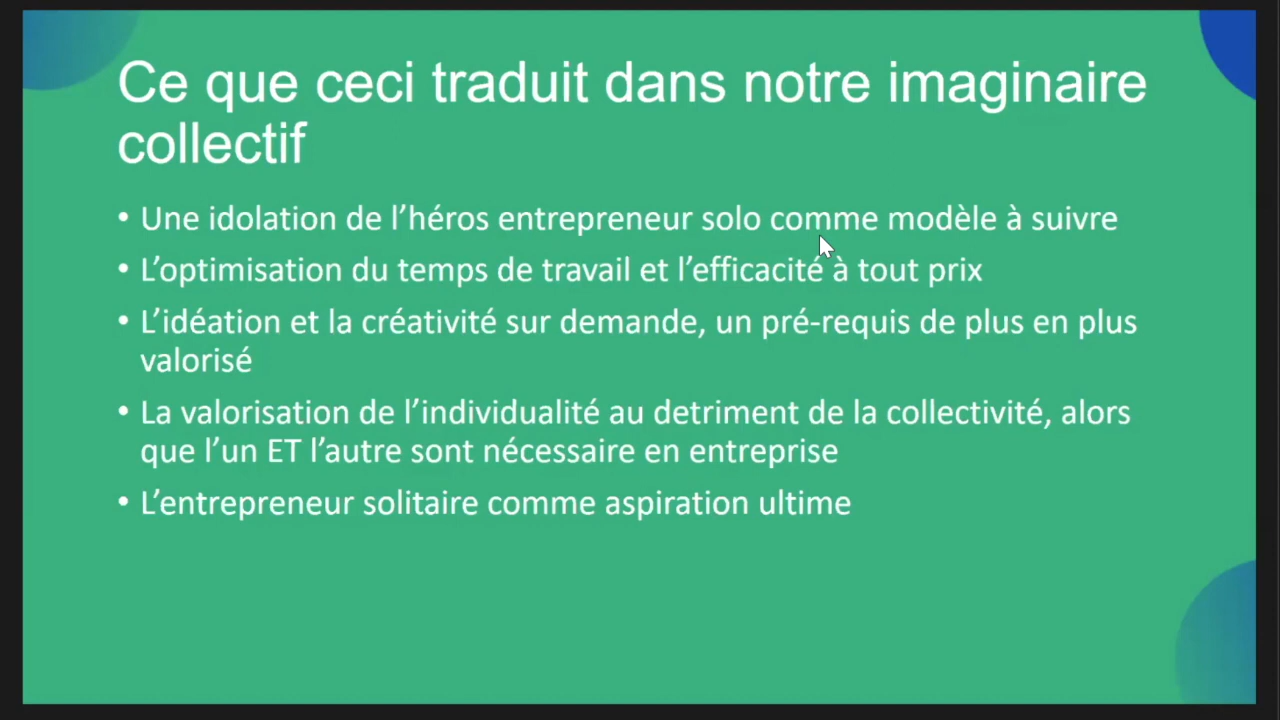 Ce que ceci traduit dans notre imaginaire
collectif
• Une idolation de l’héros entrepreneur solo comme modèle à suivre
• L’optimisation du temps de travail et l’efficacité à tout prix
• L’idéation et la créativité sur demande, un pré-requis de plus en plus
valorisé
• La valorisation de l’individualité au detriment de la collectivité, alors
que l’un ET l’autre sont nécessaire en entreprise
• L’entrepreneur solitaire comme aspiration ultime